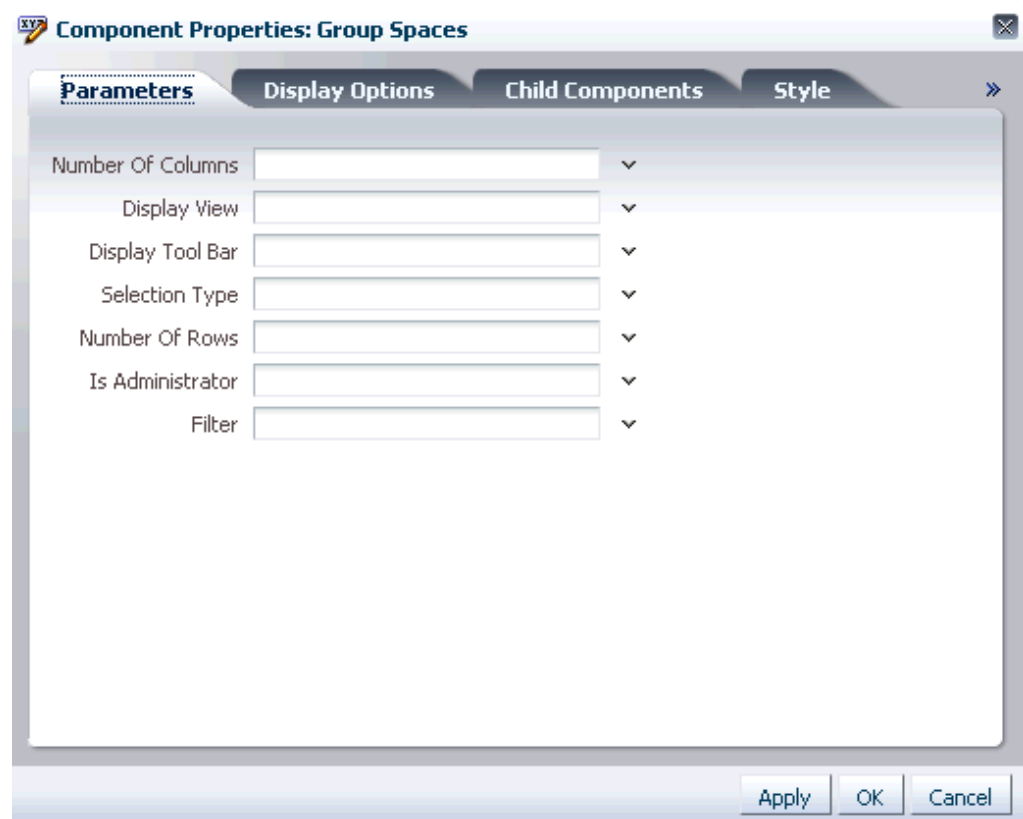 XYZ
Component Properties: Group Spaces
Parameters Display Options Child Components Style »
Number Of Columns
Display View
Display Tool Bar
Selection Type
Number Of Rows
Is Administrator
Filter
Apply OK Cancel